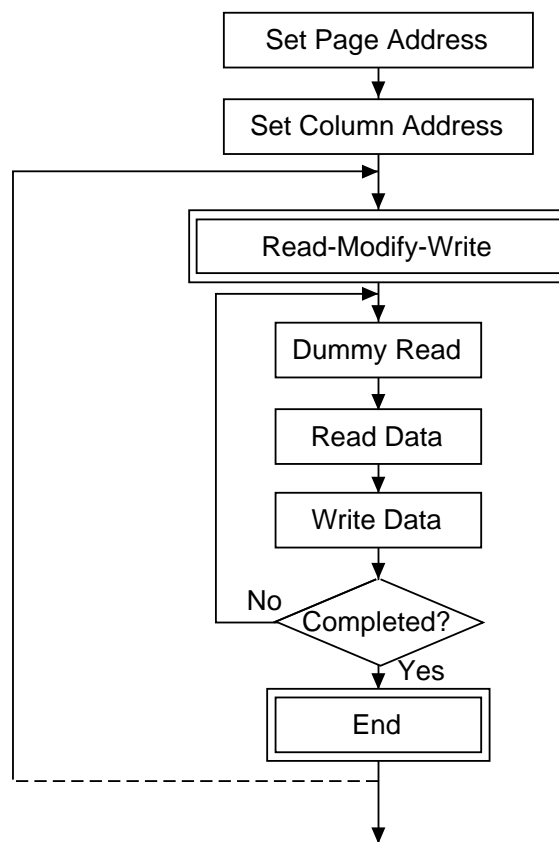 Set Page Address
Set Column Address
Read-Modify-Write
Dummy Read
Read Data
Write Data
No
Completed?
Yes
End